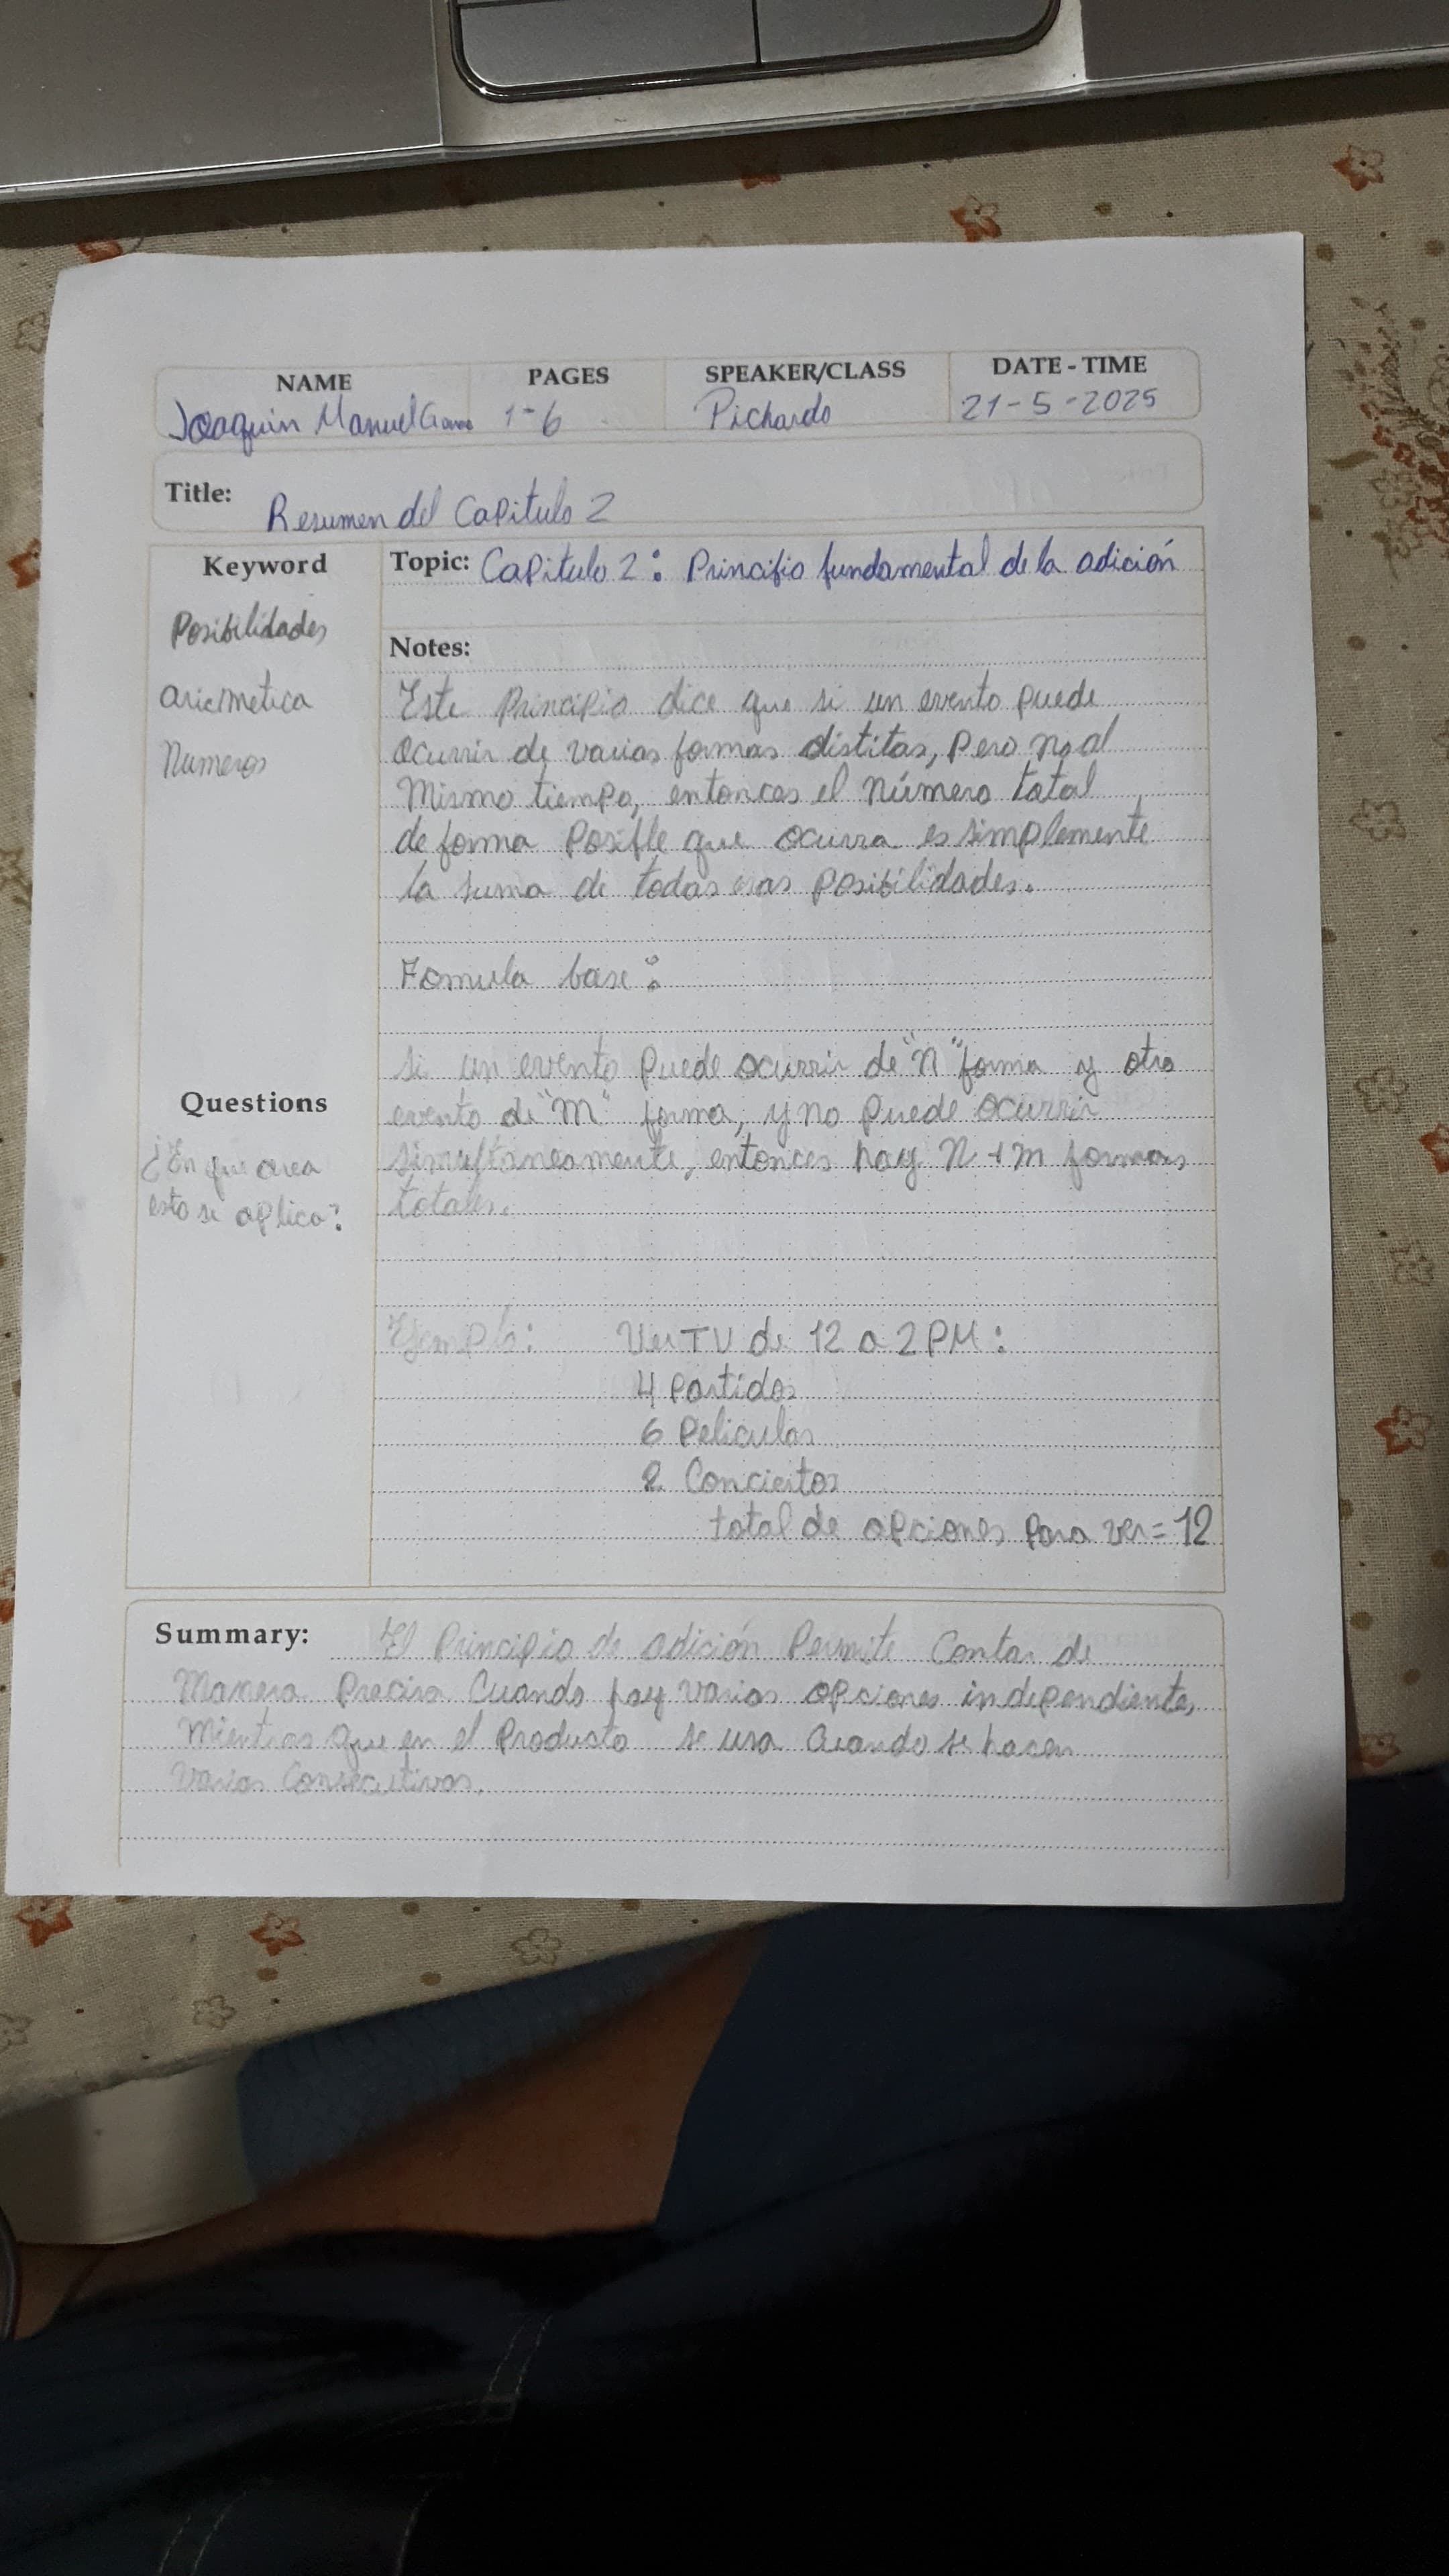 NAME PAGES SPEAKER/CLASS DATE - TIME
Joaquin Manuel 1-6 Pichardo 21-5-2025
Title: Resumen del Capitulo 2
Keyword
Posibilidades
Numeros
Topic: Capitulo 2: Principio fundamental de la adición
Notes:
Este Principio dice que si un evento puede
ocurrir de varias formas distitas, pero no al
Mismo tiempo, entonces el número total
de forma Posible que ocurra es simplemente
la suma de todas esas posibilidades.
Fomula base:
si un evento puede ocurrir de "n" forma y otro
evento de "m" forma, y no puede ocurrir
simultaneamente, entonces hay n+m formas
totales.
Questions
¿En que area
esto se aplica?
Ejemplo: Ver TV de 12 a 2 PM:
4 Partidos
6 Peliculas
Conciertos
total de opciones para ver = 12
Summary: El Principio de adición Permite Contar de
Manera Precisa Cuando hay varias opciones independiente,
Mientras que en el Producto se usa Cuando se hacen
varias Consecutivas.